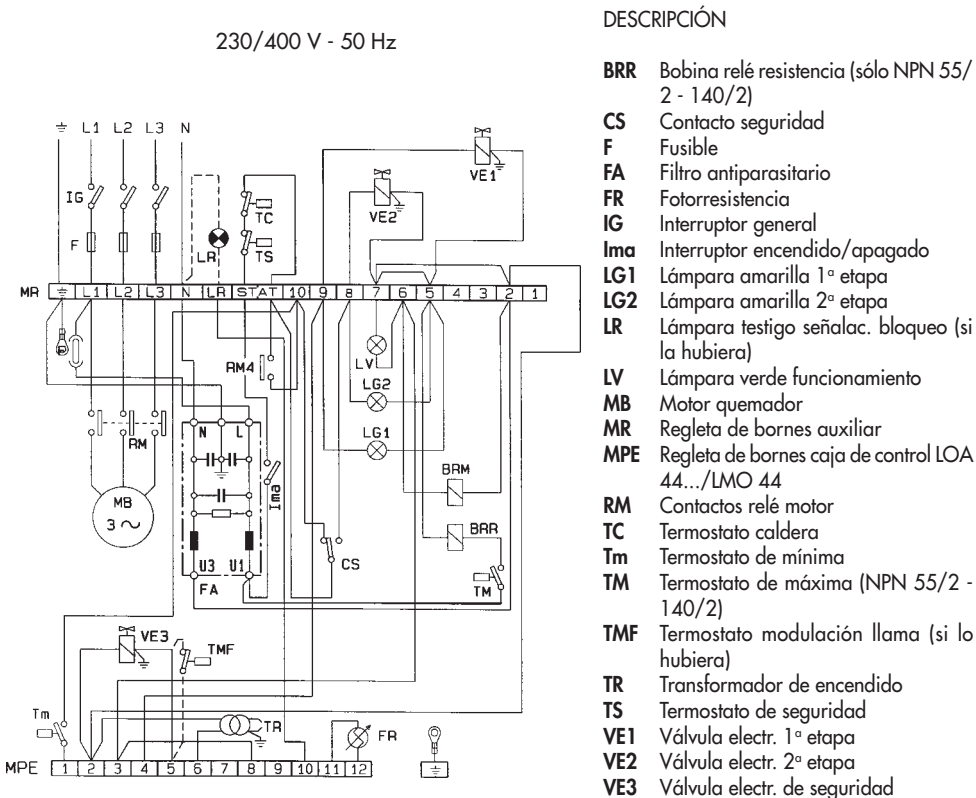 230/400 V - 50 Hz
L1 L2 L3 N
IG
F
LR
TC
TS
VE2
VE1
MR L1 L2 L3 N LR ST AT 10 9 8 7 6 5 4 3 2 1
RM4
LV
LG2
LG1
RM
N L
MB
3 ~
Ima
BRM
BRR
CS
U3 U1
FA
TM
VE3
TMF
Tm
TR
FR
MPE 1 2 3 4 5 6 7 8 9 10 11 12
DESCRIPCIÓN
BRR Bobina relé resistencia (sólo NPN 55/
2 - 140/2)
CS Contacto seguridad
F Fusible
FA Filtro antiparasitario
FR Fotorresistencia
IG Interruptor general
Ima Interruptor encendido/apagado
LG1 Lámpara amarilla 1ª etapa
LG2 Lámpara amarilla 2ª etapa
LR Lámpara testigo señalac. bloqueo (si
la hubiera)
LV Lámpara verde funcionamiento
MB Motor quemador
MR Regleta de bornes auxiliar
MPE Regleta de bornes caja de control LOA
44.../LMO 44
RM Contactos relé motor
TC Termostato caldera
Tm Termostato de mínima
TM Termostato de máxima (NPN 55/2 -
140/2)
TMF Termostato modulación llama (si lo
hubiera)
TR Transformador de encendido
TS Termostato de seguridad
VE1 Válvula electr. 1ª etapa
VE2 Válvula electr. 2ª etapa
VE3 Válvula electr. de seguridad